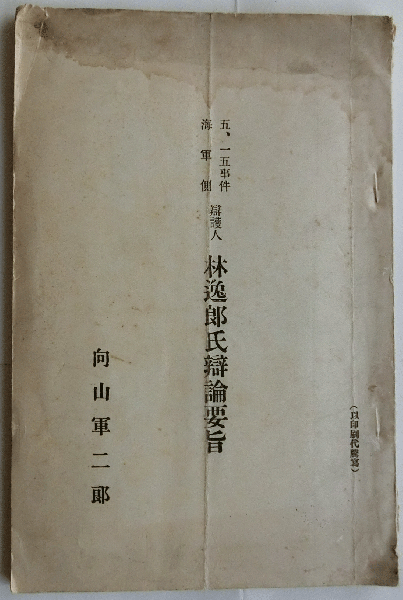 （以印刷代謄寫）
五、一五事件
海軍側
辯護人
林逸郎氏辯論要旨
向山軍二郎